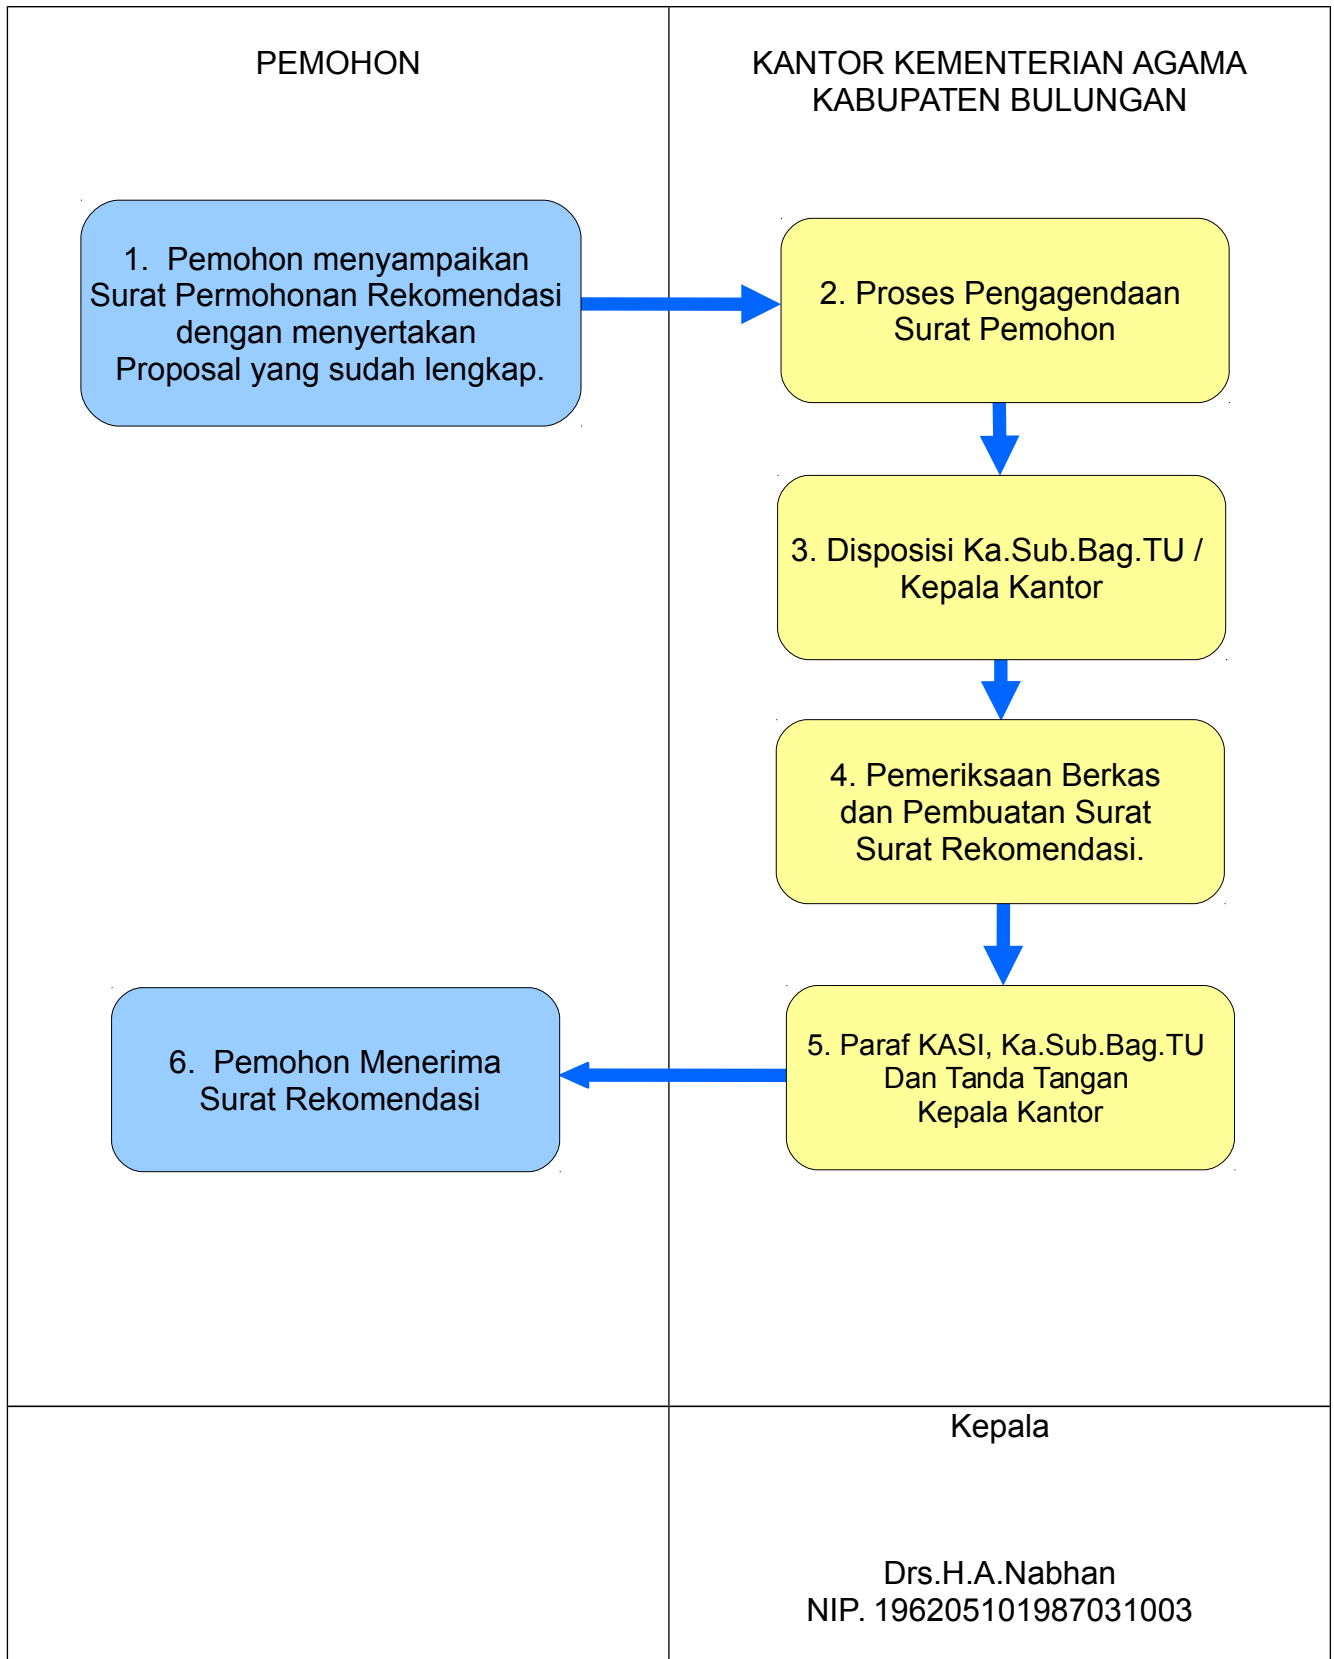 PEMOHON
KANTOR KEMENTERIAN AGAMA
KABUPATEN BULUNGAN
1. Pemohon menyampaikan
Surat Permohonan Rekomendasi
dengan menyertakan
Proposal yang sudah lengkap.
2. Proses Pengagendaan
Surat Pemohon
3. Disposisi Ka.Sub.Bag.TU /
Kepala Kantor
4. Pemeriksaan Berkas
dan Pembuatan Surat
Surat Rekomendasi.
5. Paraf KASI, Ka.Sub.Bag.TU
Dan Tanda Tangan
Kepala Kantor
6. Pemohon Menerima
Surat Rekomendasi
Kepala
Drs.H.A.Nabhan
NIP. 196205101987031003